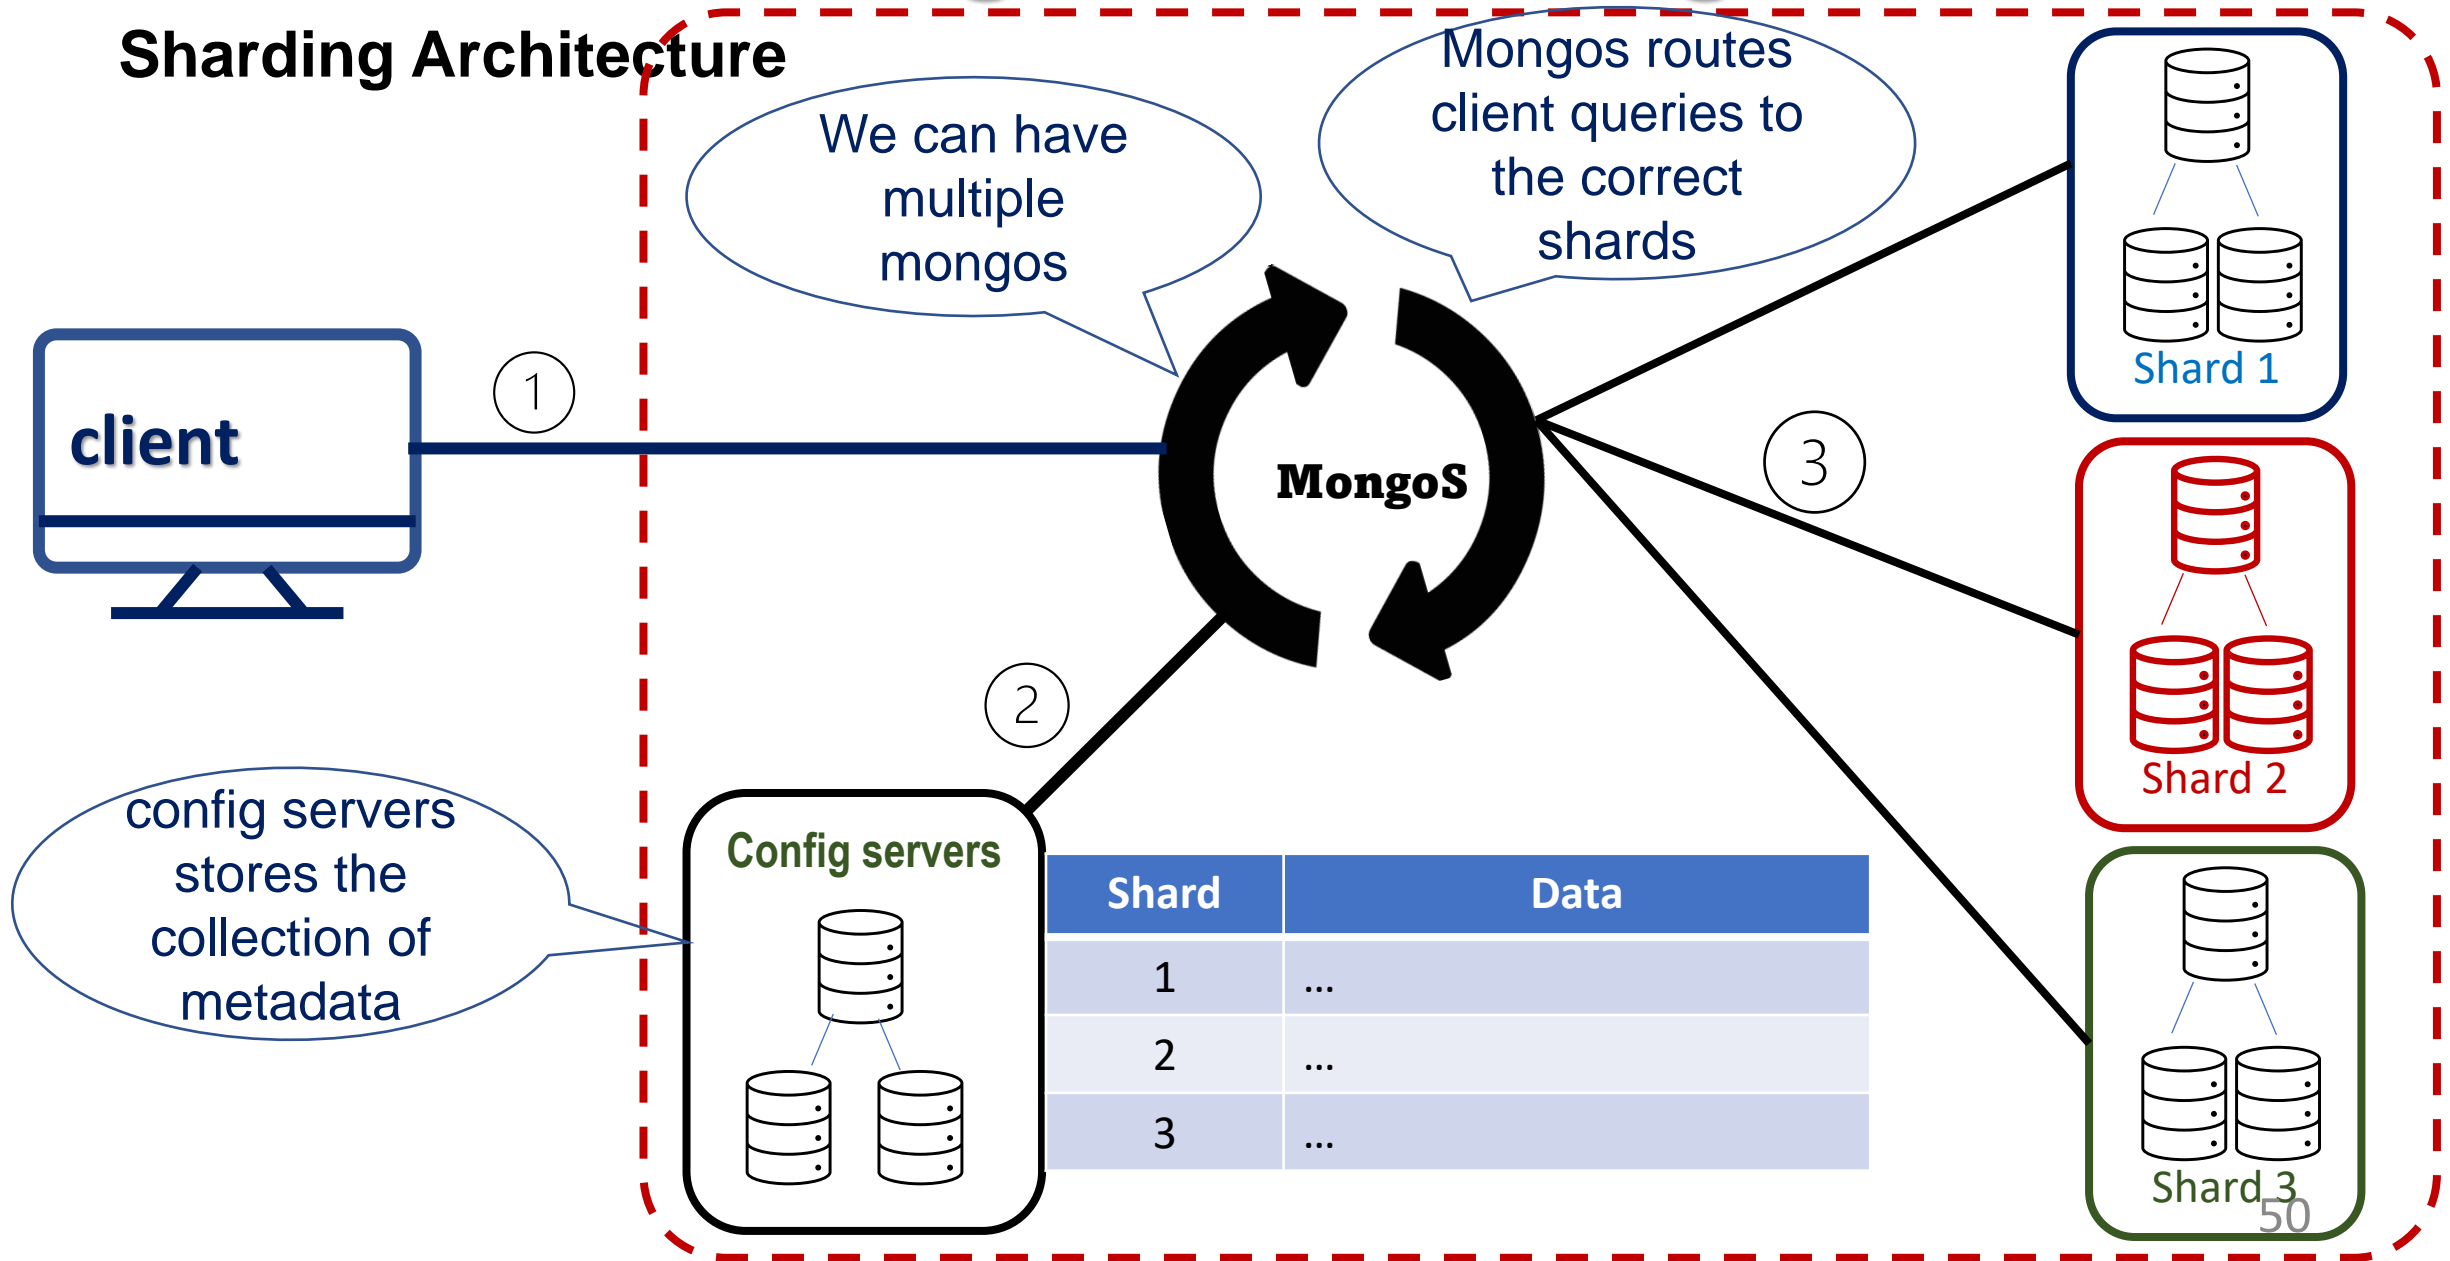 Sharding Architecture
We can have
multiple
mongos
Mongos routes
client queries to
the correct
shards
client
1
MongoS
2
3
Shard 1
Shard 2
Shard 3
config servers
stores the
collection of
metadata
Config servers
Shard Data
1 ...
2 ...
3 ...
50